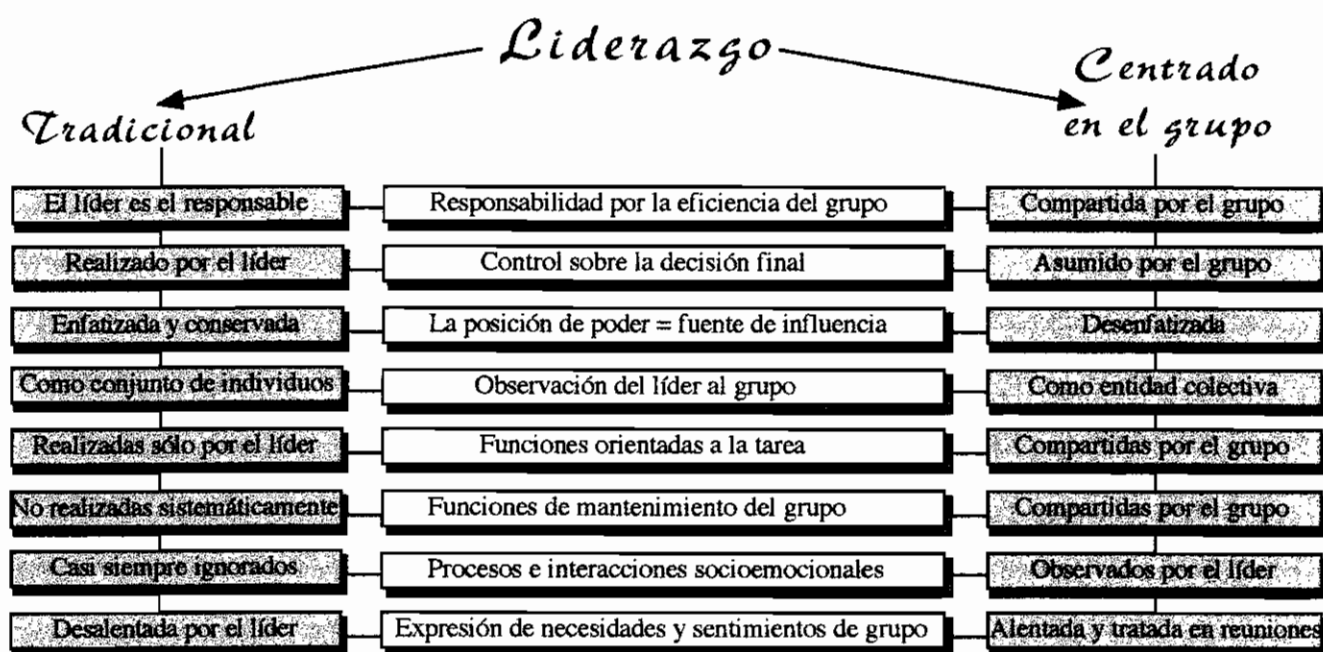 Liderazgo
Tradicional
Centrado
en el grupo
El líder es el responsable
Responsabilidad por la eficiencia del grupo
Compartida por el grupo
Realizado por el líder
Control sobre la decisión final
Asumido por el grupo
Enfatizada y conservada
La posición de poder = fuente de influencia
Desenfatizada
Como conjunto de individuos
Observación del líder al grupo
Como entidad colectiva
Realizadas sólo por el líder
Funciones orientadas a la tarea
Compartidas por el grupo
No realizadas sistemáticamente
Funciones de mantenimiento del grupo
Compartidas por el grupo
Casi siempre ignorados
Procesos e interacciones socioemocionales
Observados por el líder
Desalentada por el líder
Expresión de necesidades y sentimientos de grupo
Alentada y tratada en reuniones